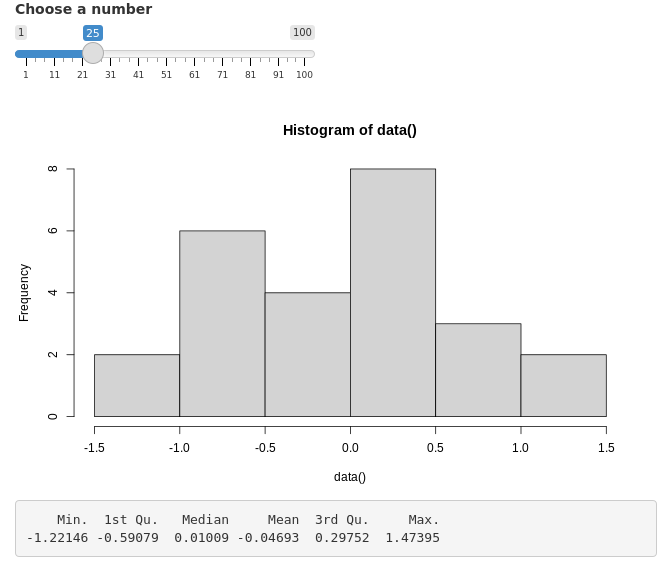 Choose a number
1 25 100
1 11 21 31 41 51 61 71 81 91 100
Histogram of data()
Frequency
8
6
4
2
0
-1.5 -1.0 -0.5 0.0 0.5 1.0 1.5
data()
Min. 1st Qu. Median Mean 3rd Qu. Max.
-1.22146 -0.59079 0.01009 -0.04693 0.29752 1.47395